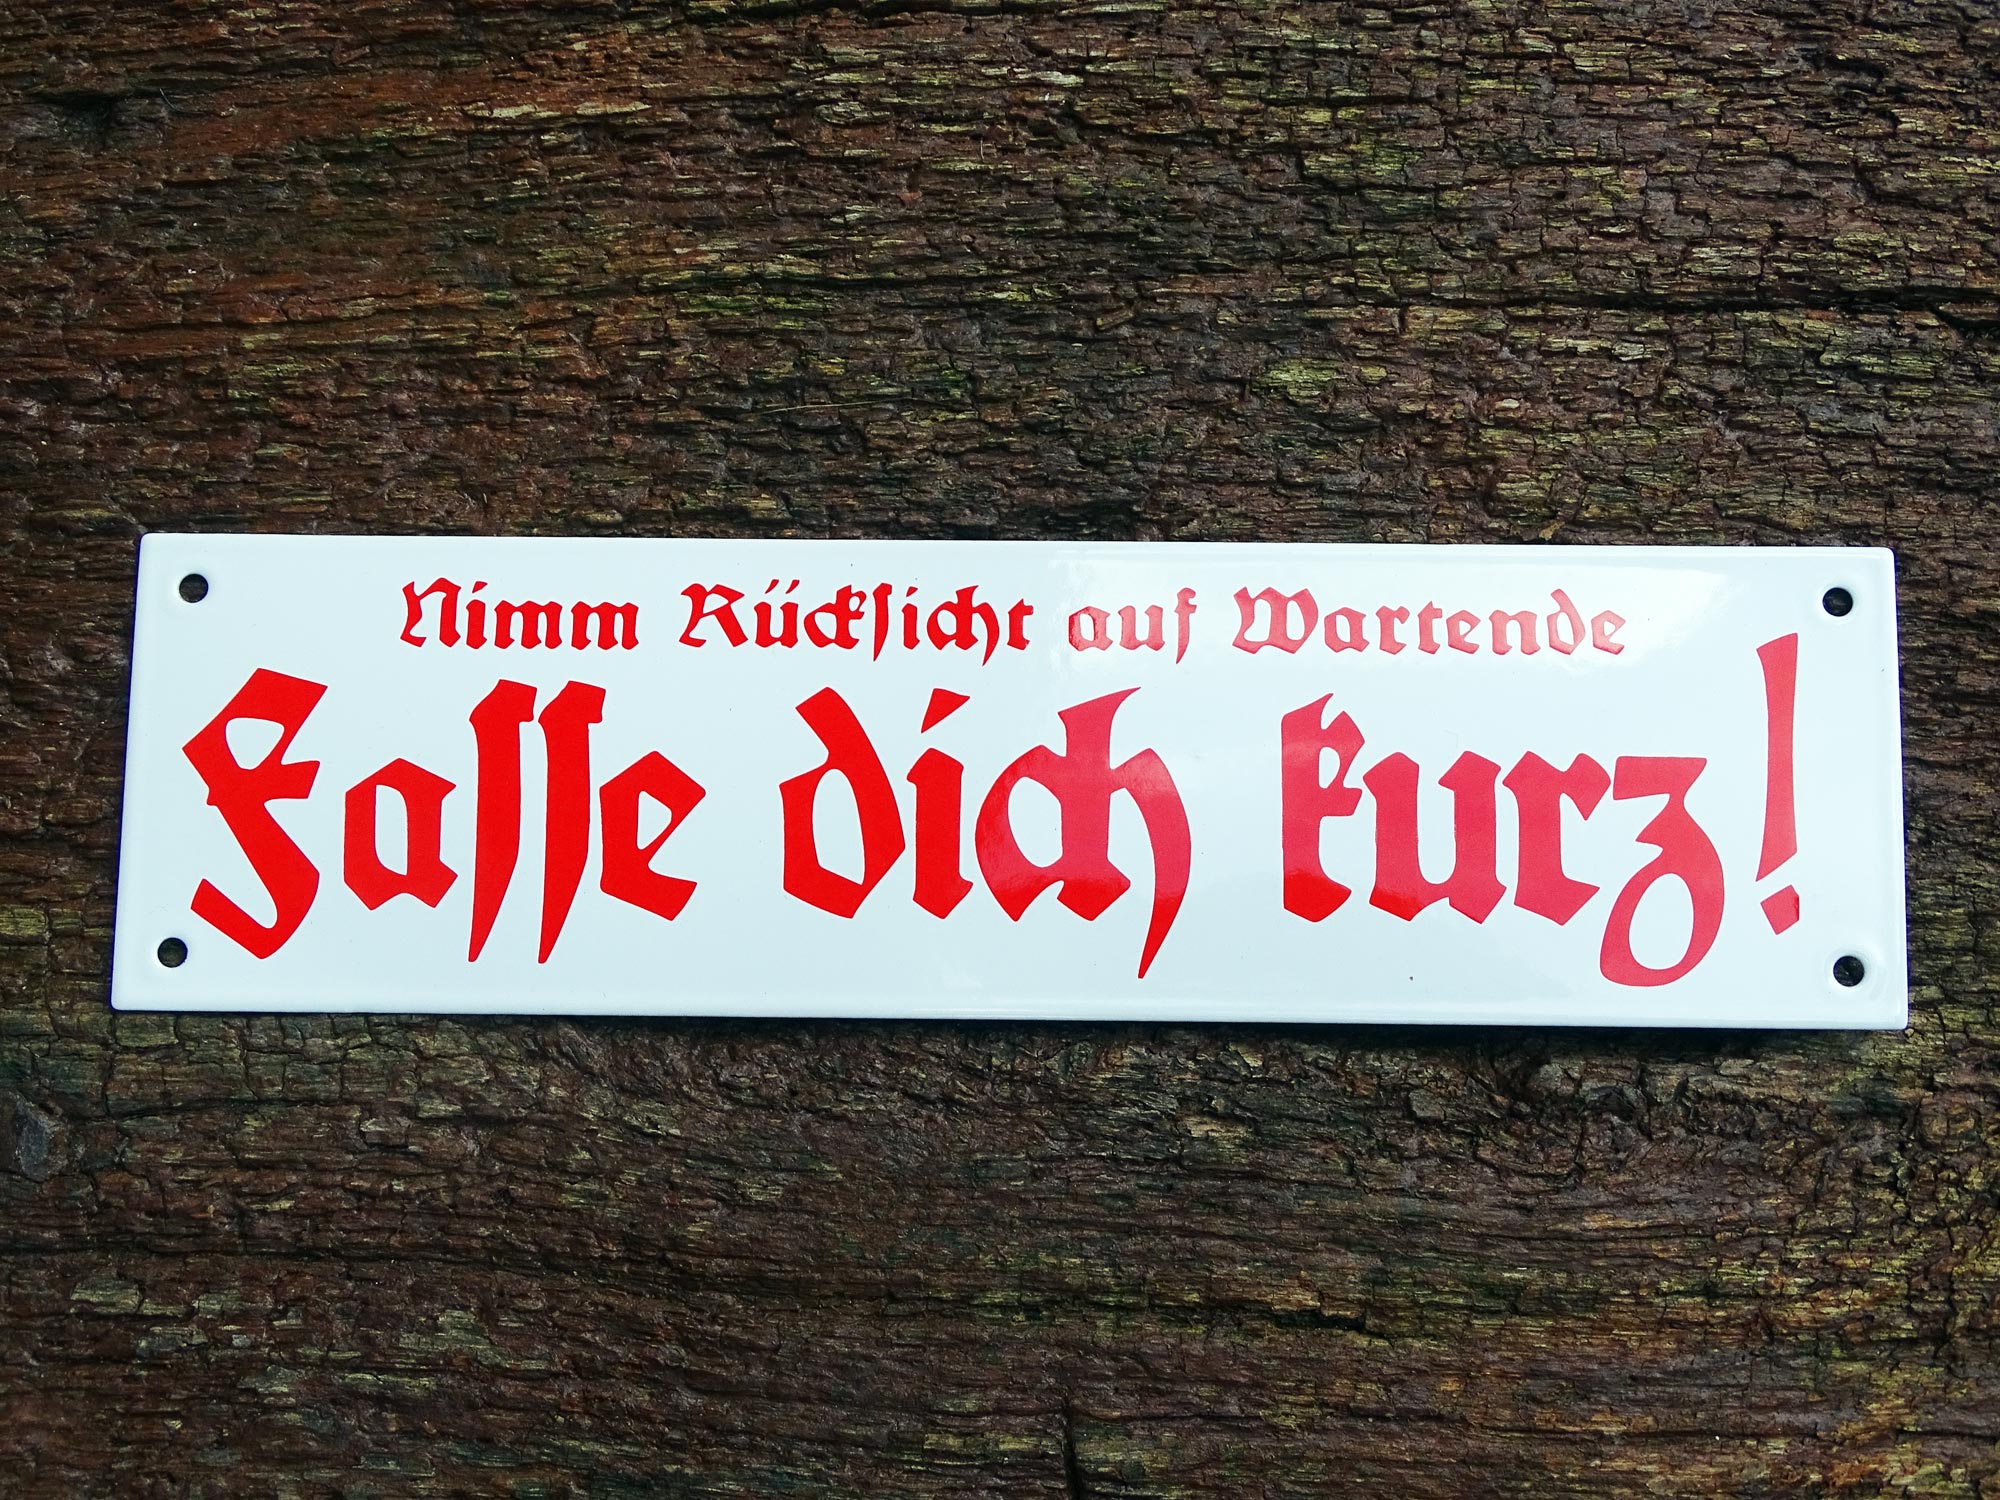 Nimm Rückſicht auf Wartende
Faſſe dich kurz!